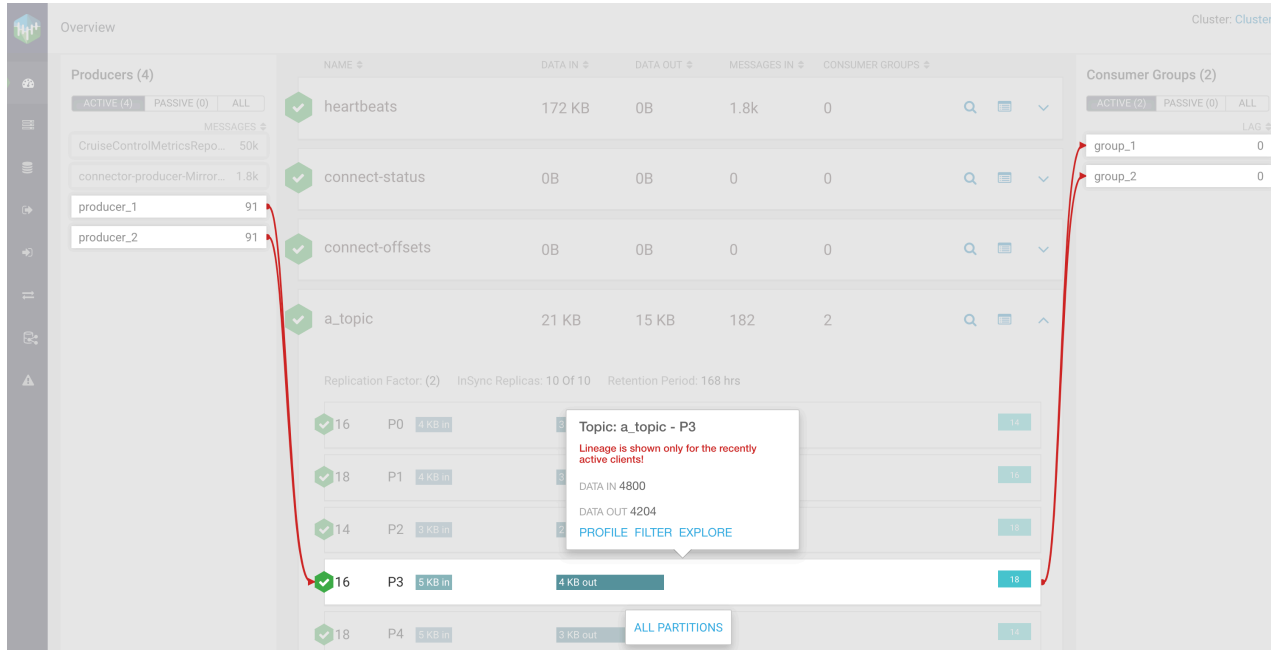 Overview
Cluster: Cluster
Producers (4)
ACTIVE (4) PASSIVE (0) ALL
MESSAGES
CruiseControlMetricsRepo... 50k
connector-producer-Mirror... 1.8k
producer_1 91
producer_2 91
NAME DATA IN DATA OUT MESSAGES IN CONSUMER GROUPS
heartbeats 172 KB 0B 1.8k 0
connect-status 0B 0B 0 0
connect-offsets 0B 0B 0 0
a_topic 21 KB 15 KB 182 2
Replication Factor: (2) InSync Replicas: 10 Of 10 Retention Period: 168 hrs
16 P0 4 KB in 3 14
18 P1 4 KB in 3 16
14 P2 3 KB in 2 18
16 P3 5 KB in 4 KB out 18
18 P4 5 KB in 3 KB out 14
Topic: a_topic - P3
Lineage is shown only for the recently
active clients!
DATA IN 4800
DATA OUT 4204
PROFILE FILTER EXPLORE
ALL PARTITIONS
Consumer Groups (2)
ACTIVE (2) PASSIVE (0) ALL
LAG
group_1 0
group_2 0